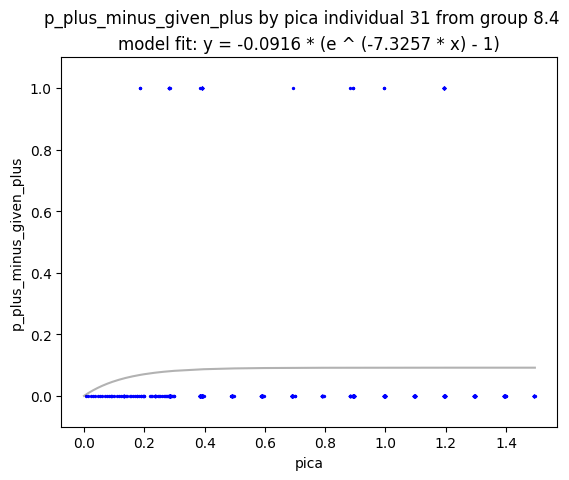 p_plus_minus_given_plus by pica individual 31 from group 8.4
model fit: y = -0.0916 * (e ^ (-7.3257 * x) - 1)
1.0
0.8
0.6
0.4
0.2
0.0
p_plus_minus_given_plus
0.0 0.2 0.4 0.6 0.8 1.0 1.2 1.4
pica